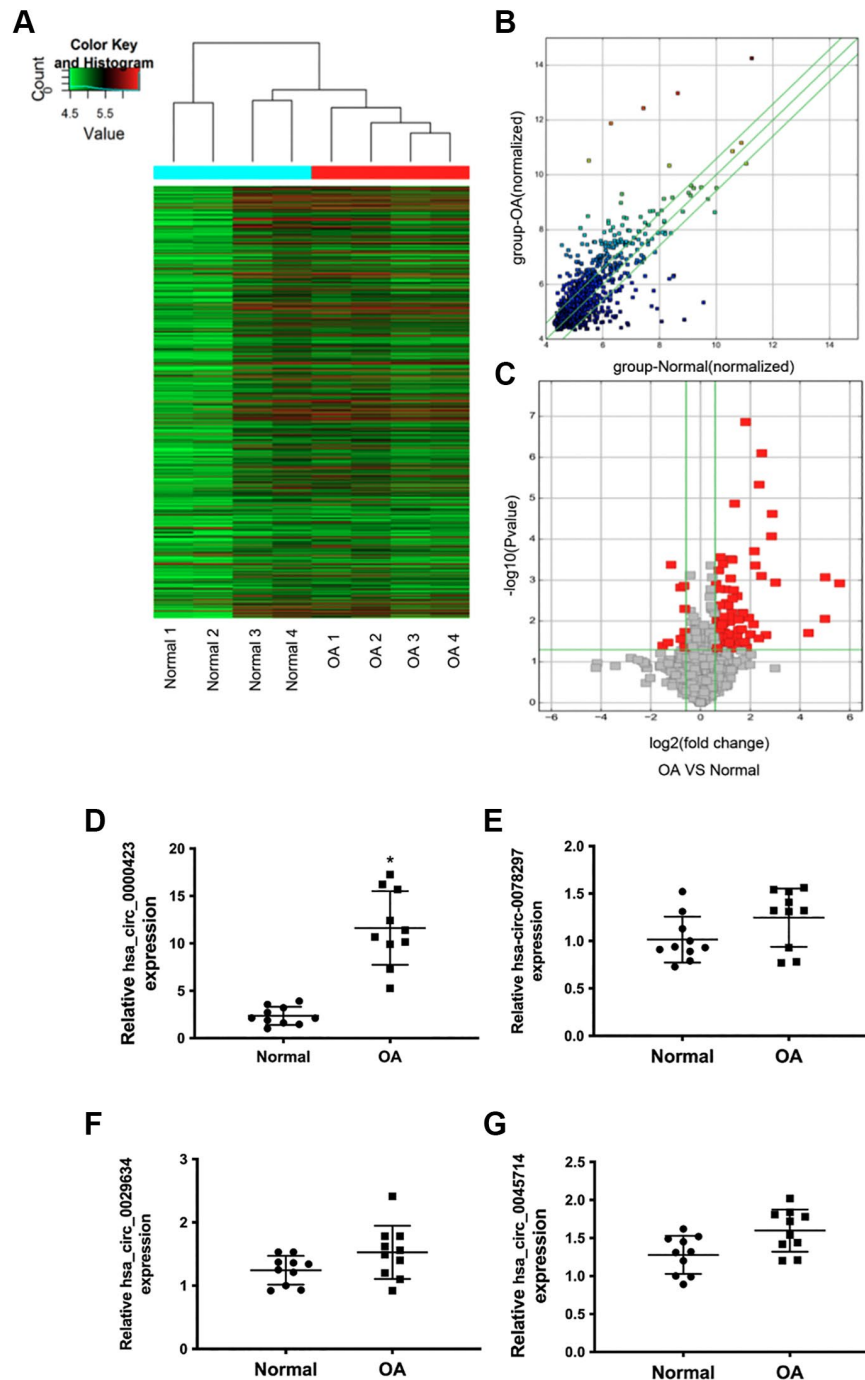 A
Color Key
and Histogram
Count
0
4.5 5.5
Value
Normal 1
Normal 2
Normal 3
Normal 4
OA 1
OA 2
OA 3
OA 4
B
group-OA(normalized)
14
12
10
8
6
4
4 6 8 10 12 14
group-Normal(normalized)
C
-log10(Pvalue)
7
6
5
4
3
2
1
0
−6 −4 −2 0 2 4 6
log2(fold change)
OA VS Normal
D
Relative hsa_circ_0000423
expression
20
15
10
5
0
*
Normal OA
E
Relative hsa-circ-0078297
expression
2.0
1.5
1.0
0.5
0.0
Normal OA
F
Relative hsa_circ_0029634
expression
3
2
1
0
Normal OA
G
Relative hsa_circ_0045714
expression
2.5
2.0
1.5
1.0
0.5
0.0
Normal OA